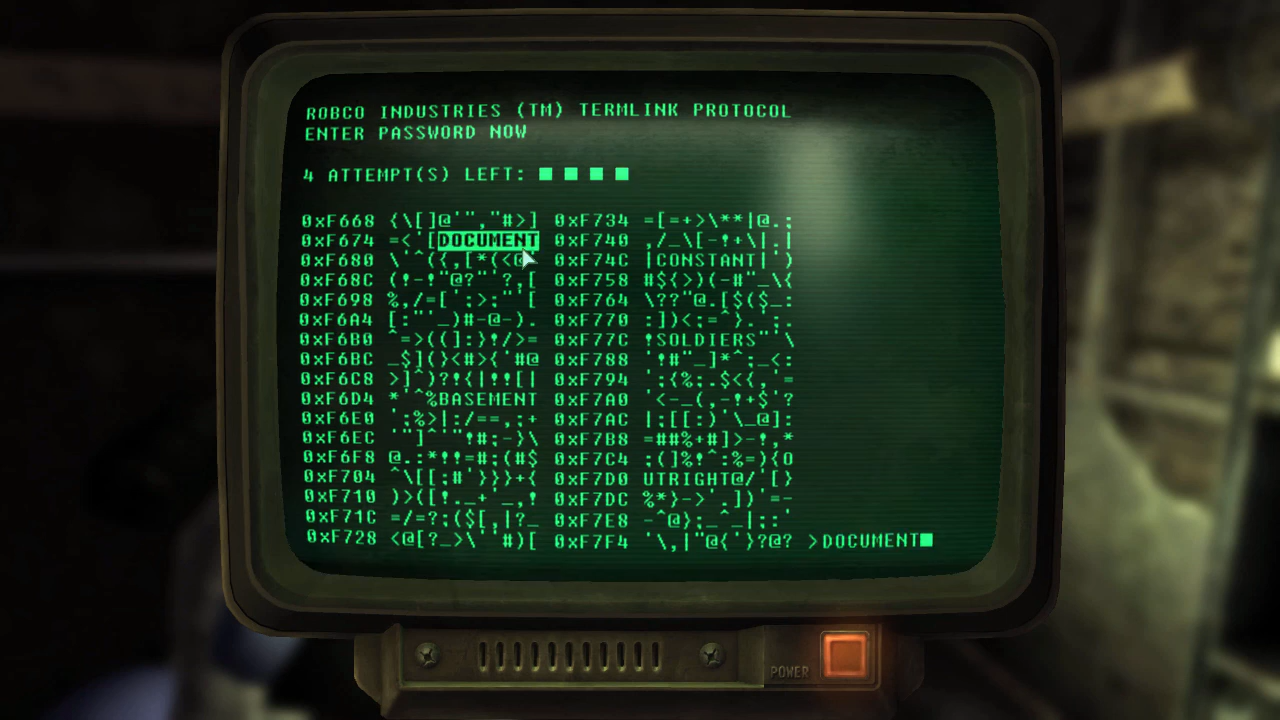 ROBCO INDUSTRIES (TM) TERMLINK PROTOCOL
ENTER PASSWORD NOW
4 ATTEMPT(S) LEFT: ■ ■ ■ ■
0xF668 {\[]@'","#>] 0xF734 =[=+>\**|@.;
0xF674 =<'[DOCUMENT 0xF740 ,/_\[-!+\|.|
0xF680 \'^({,[*(<@' 0xF74C |CONSTANT|')
0xF68C (!-!"@?"'?,[ 0xF758 #${>)(-#"_\{
0xF698 %,/=[';>;"'[ 0xF764 \??"@.[$($_:
0xF6A4 [:"'_)#-@-). 0xF770 :])<;=^}.';.
0xF6B0 ^=>((]:}!/>= 0xF77C !SOLDIERS"'\
0xF6BC _$](}<#>{'#@ 0xF788 '!#"_]*^;_<:
0xF6C8 >]^)?!{|!![| 0xF794 ';{%;.$<{,'=
0xF6D4 *'^%BASEMENT 0xF7A0 '<-_(,-!+$'?
0xF6E0 ';%>|:/==,;+ 0xF7AC |;[[:)'\_@]:
0xF6EC '"]^'"!#;-}\ 0xF7B8 =##%+#]>-!,*
0xF6F8 @.:*!!=#;(#$ 0xF7C4 ;(]%!^:%=){O
0xF704 ^\[[;#'}}}+{ 0xF7D0 UTRIGHT@/'[}
0xF710 )>([!._+'_,! 0xF7DC %*}->'.])'=-
0xF71C =/=?;($[,|?_ 0xF7E8 -^@};_^_|;:'
0xF728 <@[?_>\''#)[ 0xF7F4 '\,|"@{'}?@? >DOCUMENT■
POWER